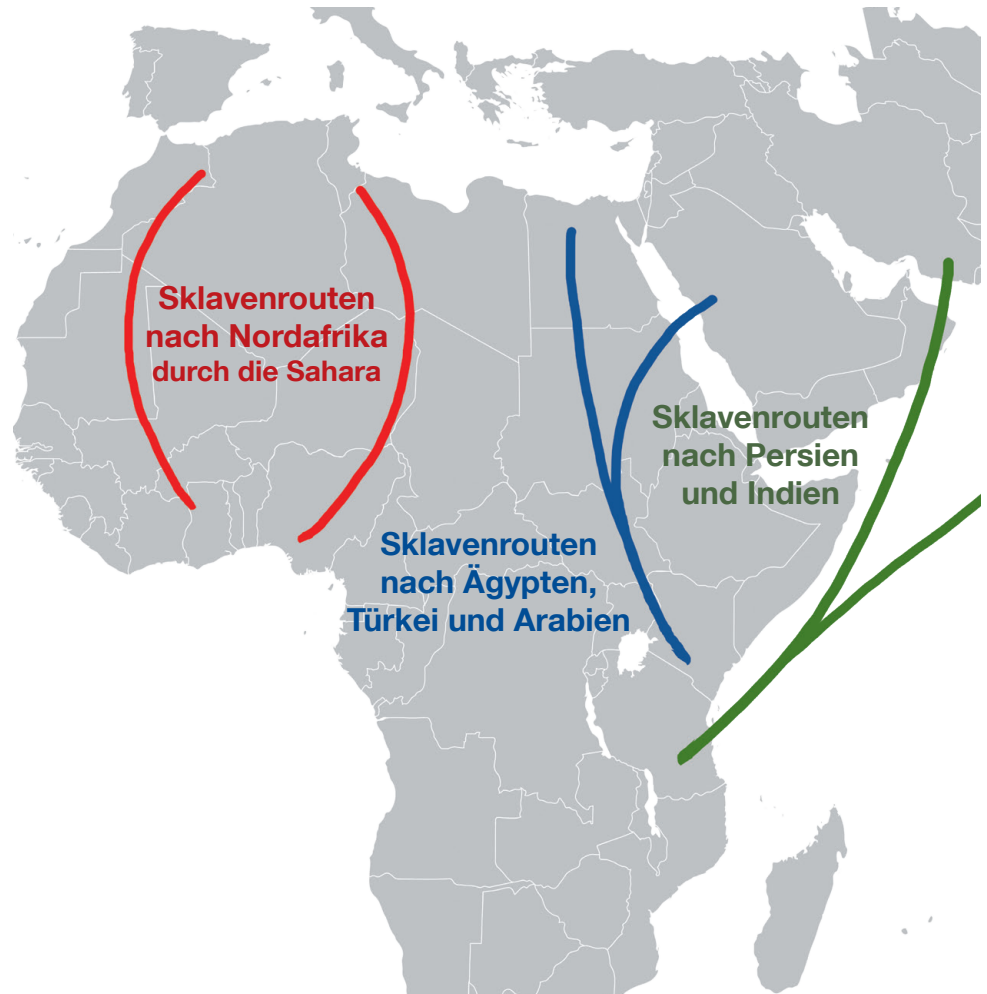 Sklavenrouten
nach Nordafrika
durch die Sahara
Sklavenrouten
nach Persien
und Indien
Sklavenrouten
nach Ägypten,
Türkei und Arabien